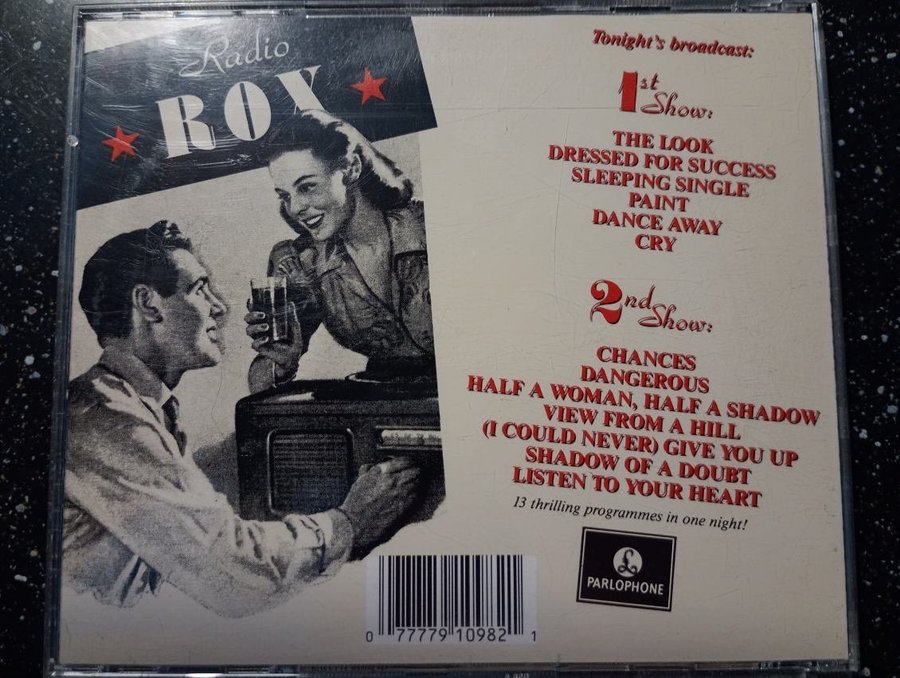 Radio
ROX
Tonight's broadcast:
1st Show:
THE LOOK
DRESSED FOR SUCCESS
SLEEPING SINGLE
PAINT
DANCE AWAY
CRY
2nd Show:
CHANCES
DANGEROUS
HALF A WOMAN, HALF A SHADOW
VIEW FROM A HILL
(I COULD NEVER) GIVE YOU UP
SHADOW OF A DOUBT
LISTEN TO YOUR HEART
13 thrilling programmes in one night!
£
PARLOPHONE
0 77779 10982 1